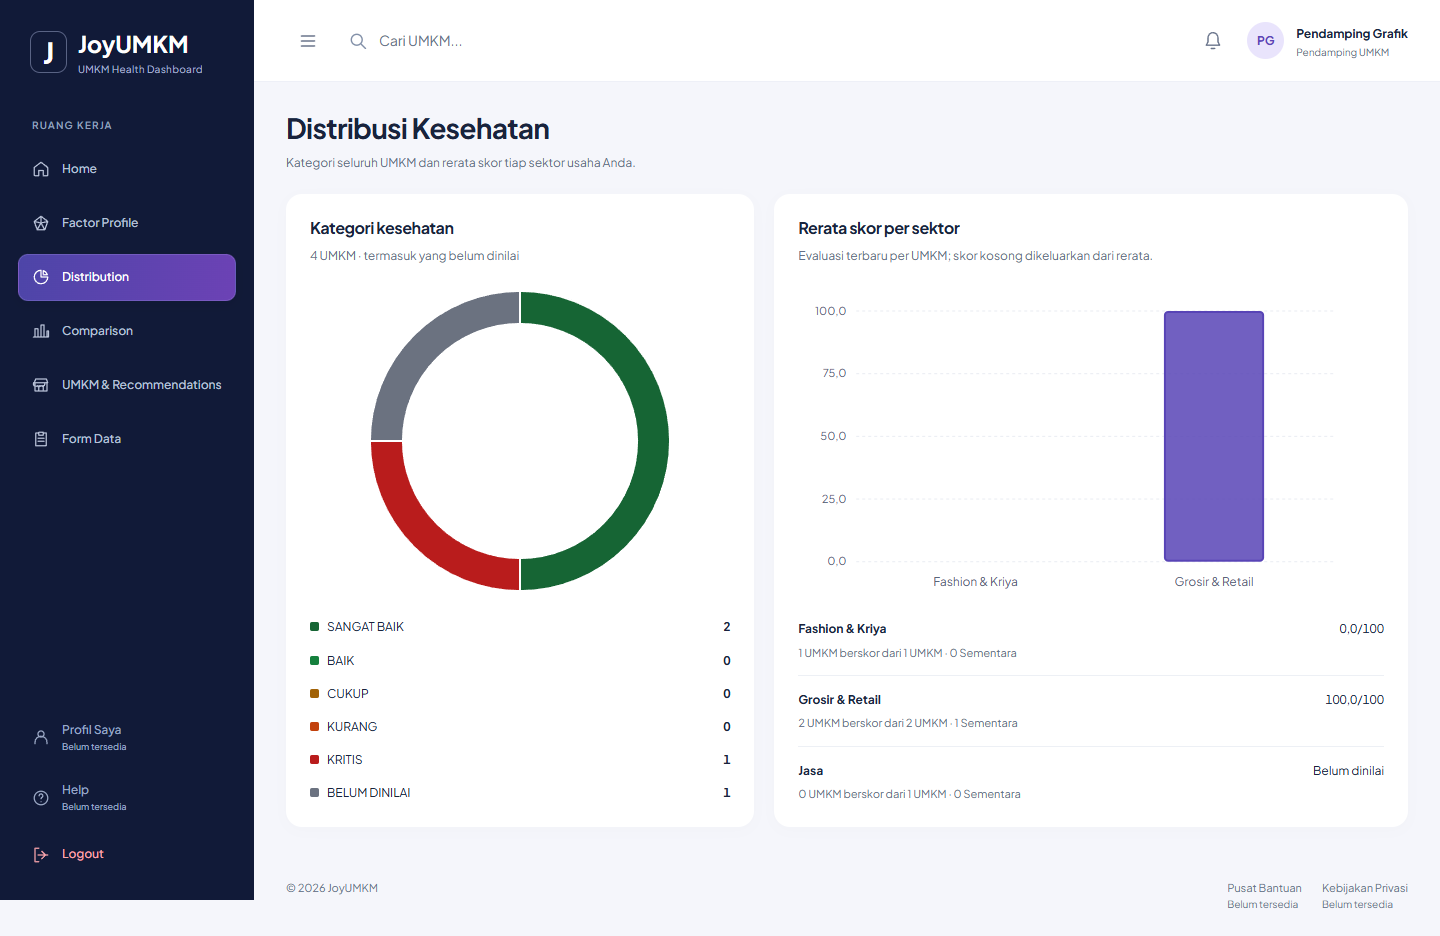 J
JoyUMKM
UMKM Health Dashboard
RUANG KERJA
Home
Factor Profile
Distribution
Comparison
UMKM & Recommendations
Form Data
Profil Saya
Belum tersedia
Help
Belum tersedia
Logout
Cari UMKM...
PG
Pendamping Grafik
Pendamping UMKM
Distribusi Kesehatan
Kategori seluruh UMKM dan rerata skor tiap sektor usaha Anda.
Kategori kesehatan
4 UMKM · termasuk yang belum dinilai
SANGAT BAIK 2
BAIK 0
CUKUP 0
KURANG 0
KRITIS 1
BELUM DINILAI 1
Rerata skor per sektor
Evaluasi terbaru per UMKM; skor kosong dikeluarkan dari rerata.
100,0
75,0
50,0
25,0
0,0
Fashion & Kriya Grosir & Retail
Fashion & Kriya 0,0/100
1 UMKM berskor dari 1 UMKM · 0 Sementara
Grosir & Retail 100,0/100
2 UMKM berskor dari 2 UMKM · 1 Sementara
Jasa Belum dinilai
0 UMKM berskor dari 1 UMKM · 0 Sementara
© 2026 JoyUMKM
Pusat Bantuan
Belum tersedia
Kebijakan Privasi
Belum tersedia